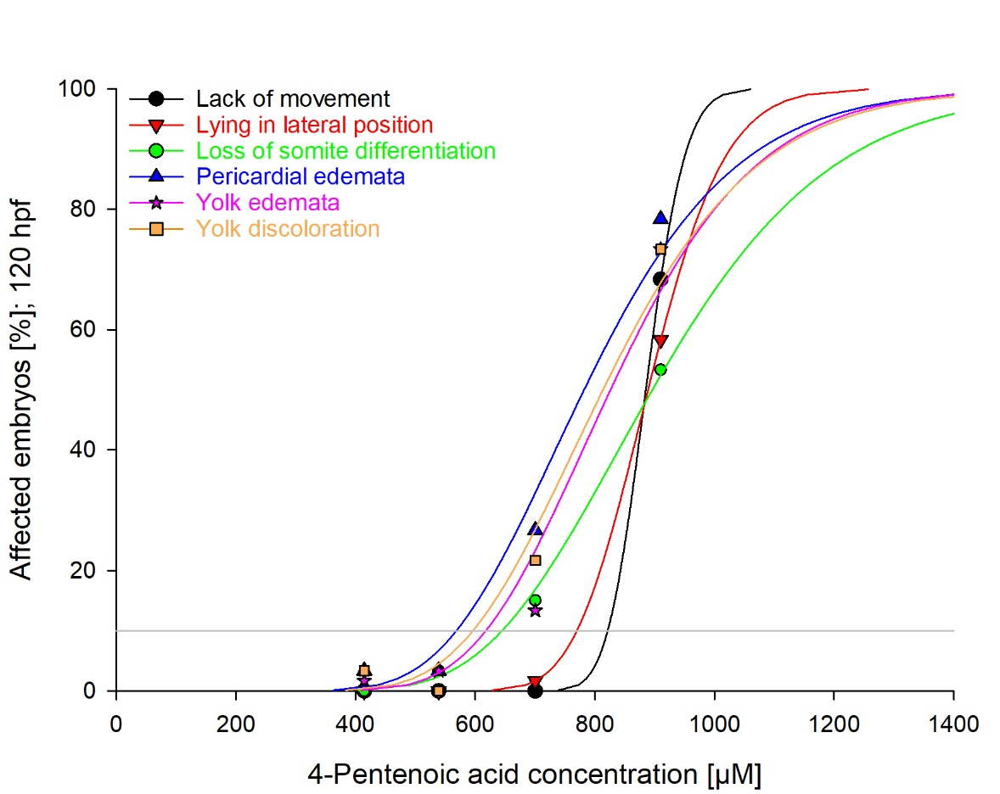 100
80
60
40
20
0
Affected embryos [%]; 120 hpf
Lack of movement
Lying in lateral position
Loss of somite differentiation
Pericardial edemata
Yolk edemata
Yolk discoloration
0 200 400 600 800 1000 1200 1400
4-Pentenoic acid concentration [µM]